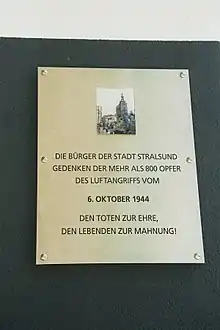 DIE BÜRGER DER STADT STRALSUND
GEDENKEN DER MEHR ALS 800 OPFER
DES LUFTANGRIFFS VOM
6. OKTOBER 1944
DEN TOTEN ZUR EHRE,
DEN LEBENDEN ZUR MAHNUNG!